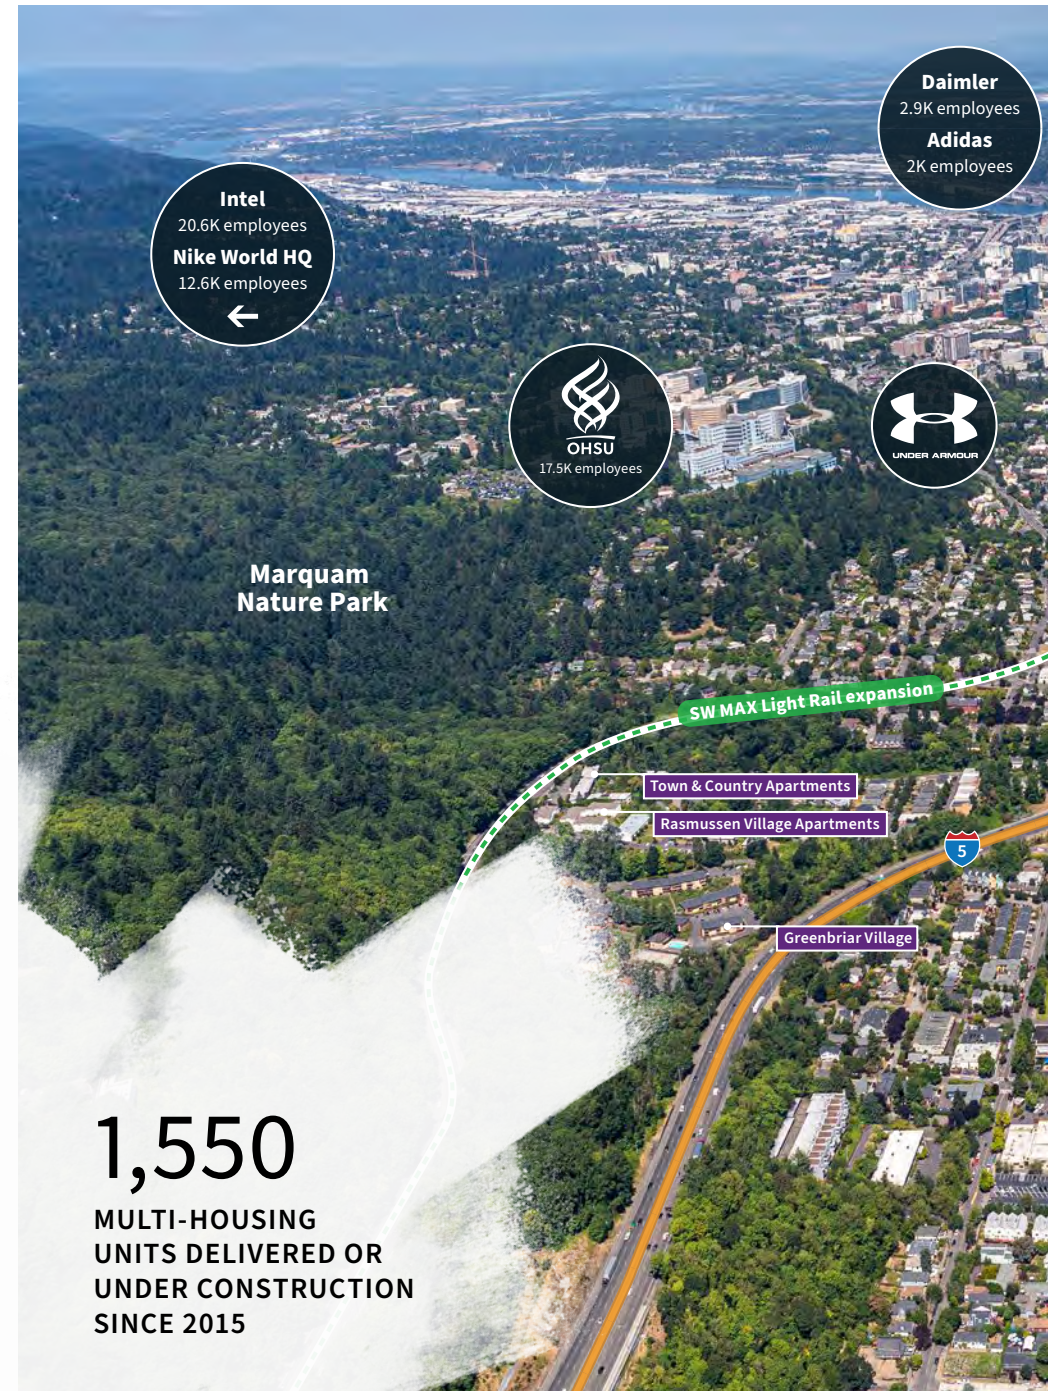 Daimler
2.9K employees
Adidas
2K employees
Intel
20.6K employees
Nike World HQ
12.6K employees
OHSU
17.5K employees
UNDER ARMOUR
Marquam
Nature Park
SW MAX Light Rail expansion
Town & Country Apartments
Rasmussen Village Apartments
5
Greenbriar Village
1,550
MULTI-HOUSING
UNITS DELIVERED OR
UNDER CONSTRUCTION
SINCE 2015